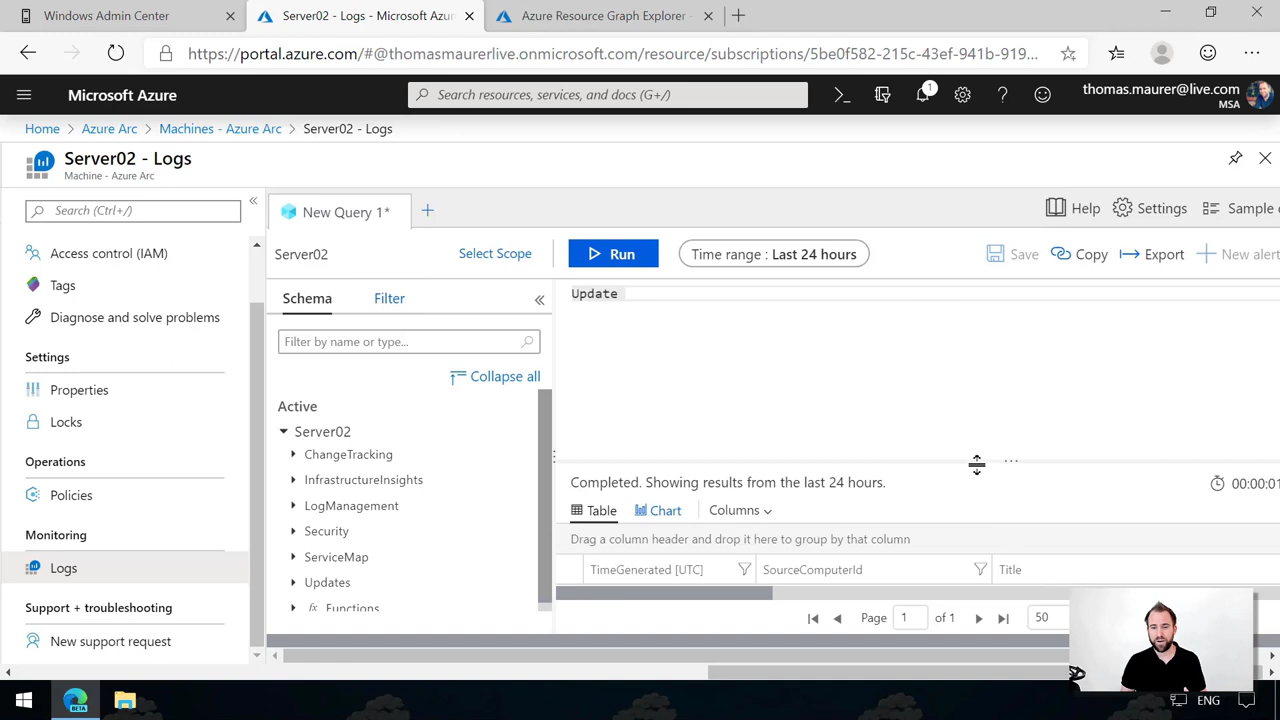 Windows Admin Center
Server02 - Logs - Microsoft Azu
Azure Resource Graph Explorer -
https://portal.azure.com/#@thomasmaurerlive.onmicrosoft.com/resource/subscriptions/5be0f582-215c-43ef-941b-919...
Microsoft Azure
Search resources, services, and docs (G+/)
1
thomas.maurer@live.com
MSA
Home > Azure Arc > Machines - Azure Arc > Server02 - Logs
Server02 - Logs
Machine - Azure Arc
Search (Ctrl+/)
Access control (IAM)
Tags
Diagnose and solve problems
Settings
Properties
Locks
Operations
Policies
Monitoring
Logs
Support + troubleshooting
New support request
New Query 1*
Help
Settings
Sample
Server02
Select Scope
Run
Time range : Last 24 hours
Save
Copy
Export
New alert
Schema
Filter
Filter by name or type...
Collapse all
Active
Server02
ChangeTracking
InfrastructureInsights
LogManagement
Security
ServiceMap
Updates
fx Functions
Update
Completed. Showing results from the last 24 hours.
00:00:01
Table
Chart
Columns
Drag a column header and drop it here to group by that column
TimeGenerated [UTC]
SourceComputerId
Title
Page 1 of 1
50
ENG